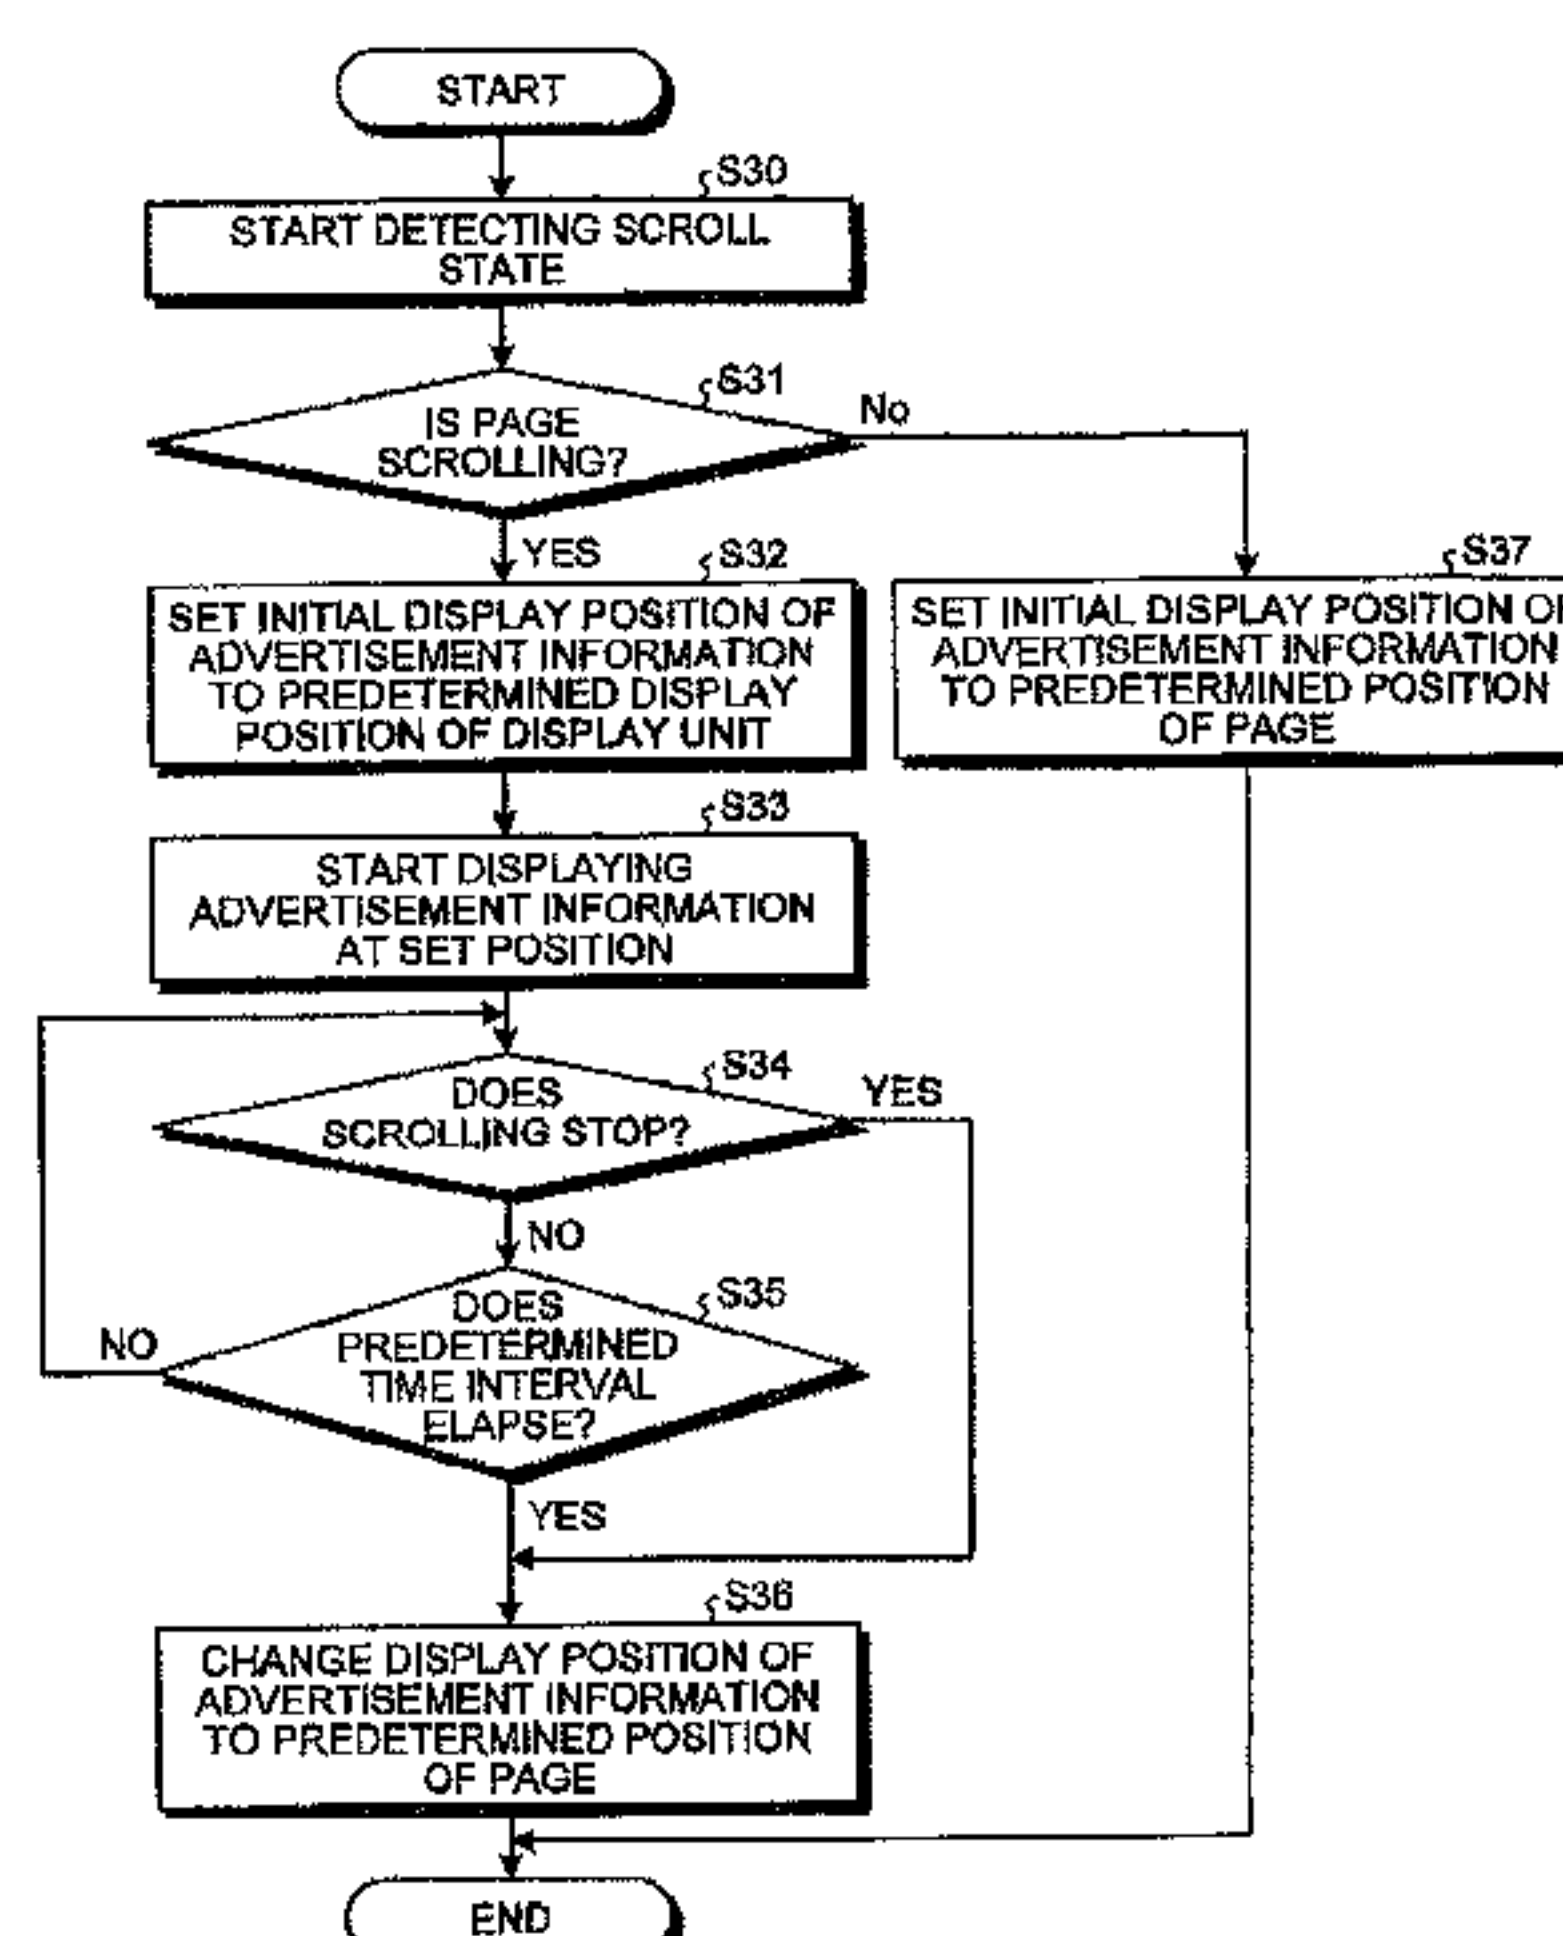 START
S30
START DETECTING SCROLL
STATE
S31
IS PAGE
SCROLLING?
No
YES
S32
SET INITIAL DISPLAY POSITION OF
ADVERTISEMENT INFORMATION
TO PREDETERMINED DISPLAY
POSITION OF DISPLAY UNIT
S37
SET INITIAL DISPLAY POSITION OF
ADVERTISEMENT INFORMATION
TO PREDETERMINED POSITION
OF PAGE
S33
START DISPLAYING
ADVERTISEMENT INFORMATION
AT SET POSITION
S34
DOES
SCROLLING STOP?
YES
NO
S35
DOES
PREDETERMINED
TIME INTERVAL
ELAPSE?
NO
YES
S36
CHANGE DISPLAY POSITION OF
ADVERTISEMENT INFORMATION
TO PREDETERMINED POSITION
OF PAGE
END